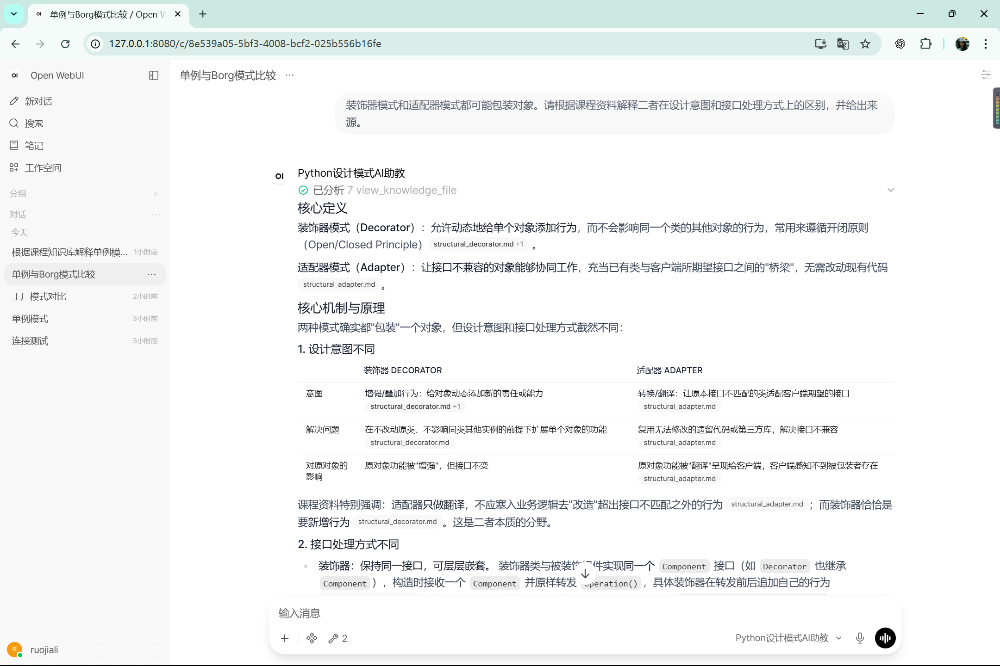 单例与Borg模式比较 / Open W
127.0.0.1:8080/c/8e539a05-5bf3-4008-bcf2-025b556b16fe
OI Open WebUI
新对话
搜索
笔记
工作空间
分组
对话
今天
根据课程知识库解释单例模... 1小时前
单例与Borg模式比较
工厂模式对比 2小时前
单例模式 3小时前
连接测试 3小时前
R ruojiali
单例与Borg模式比较
装饰器模式和适配器模式都可能包装对象。请根据课程资料解释二者在设计意图和接口处理方式上的区别，并给出来
源。
OI Python设计模式AI助教
已分析 7 view_knowledge_file
核心定义
装饰器模式（Decorator）：允许动态地给单个对象添加行为，而不会影响同一个类的其他对象的行为，常用来遵循开闭原则
（Open/Closed Principle） structural_decorator.md +1 。
适配器模式（Adapter）：让接口不兼容的对象能够协同工作，充当已有类与客户端所期望接口之间的"桥梁"，无需改动现有代码
structural_adapter.md 。
核心机制与原理
两种模式确实都"包装"一个对象，但设计意图和接口处理方式截然不同：
1. 设计意图不同
装饰器 DECORATOR 适配器 ADAPTER
意图 增强/叠加行为：给对象动态添加新的责任或能力 转换/翻译：让原本接口不匹配的类适配客户端期望的接口
structural_decorator.md +1 structural_adapter.md
解决问题 在不改动原类、不影响同类其他实例的前提下扩展单个对象的功能 复用无法修改的遗留代码或第三方库，解决接口不兼容
structural_decorator.md structural_adapter.md
对原对象的 原对象功能被"增强"，但接口不变 原对象功能被"翻译"呈现给客户端，客户端感知不到被包装者存在
影响 structural_adapter.md
课程资料特别强调：适配器只做翻译，不应塞入业务逻辑去"改造"超出接口不匹配之外的行为 structural_adapter.md ；而装饰器恰恰是
要新增行为 structural_decorator.md 。这是二者本质的分野。
2. 接口处理方式不同
装饰器：保持同一接口，可层层嵌套。 装饰器类与被装饰组件实现同一个 Component 接口（如 Decorator 也继承
Component ），构造时接收一个 Component 并原样转发 operation() ，具体装饰器在转发前后追加自己的行为
输入消息
2
Python设计模式AI助教